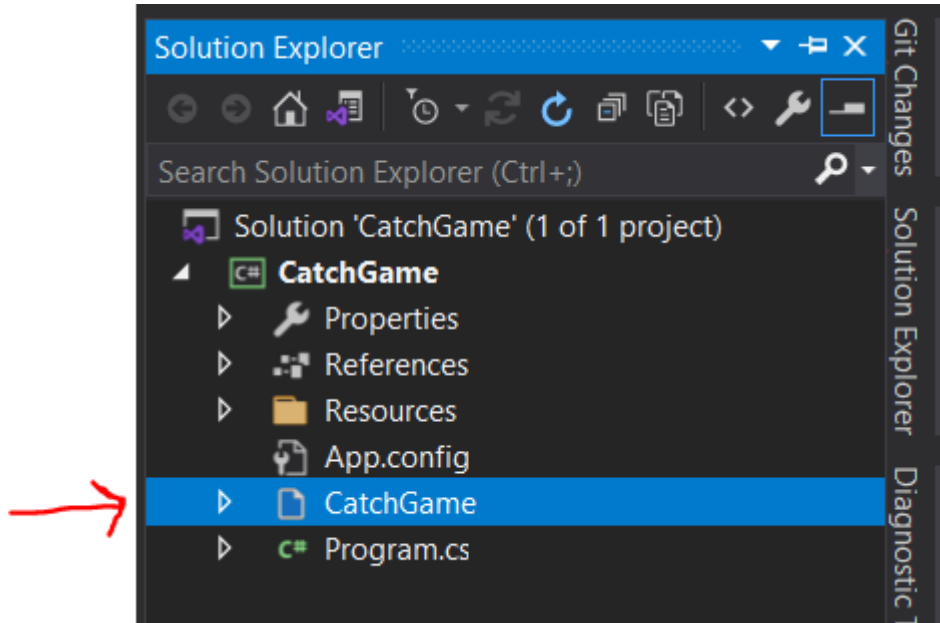 Solution Explorer
Search Solution Explorer (Ctrl+;)
Solution 'CatchGame' (1 of 1 project)
C# CatchGame
Properties
References
Resources
App.config
CatchGame
C# Program.cs
Git Changes
Solution Explorer
Diagnostic